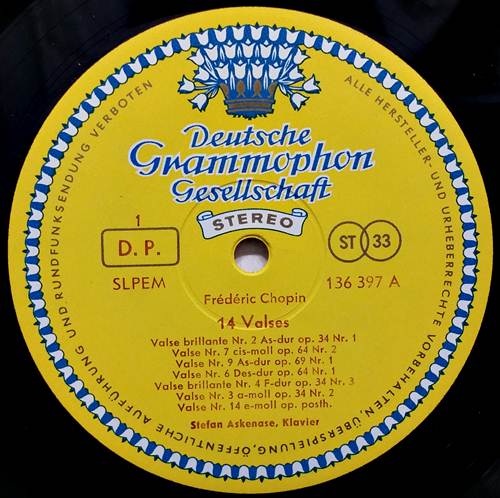 ALLE HERSTELLER- UND URHEBERRECHTE VORBEHALTEN, ÜBERSPIELUNG, ÖFFENTLICHE AUFFÜHRUNG UND RUNDFUNKSENDUNG VERBOTEN
Deutsche
Grammophon
Gesellschaft
STEREO
1
D. P.
ST 33
SLPEM
136 397 A
Frédéric Chopin
14 Valses
Valse brillante Nr. 2 As-dur op. 34 Nr. 1
Valse Nr. 7 cis-moll op. 64 Nr. 2
Valse Nr. 9 As-dur op. 69 Nr. 1
Valse Nr. 6 Des-dur op. 64 Nr. 1
Valse brillante Nr. 4 F-dur op. 34 Nr. 3
Valse Nr. 3 a-moll op. 34 Nr. 2
Valse Nr. 14 e-moll op. posth.
Stefan Askenase, Klavier